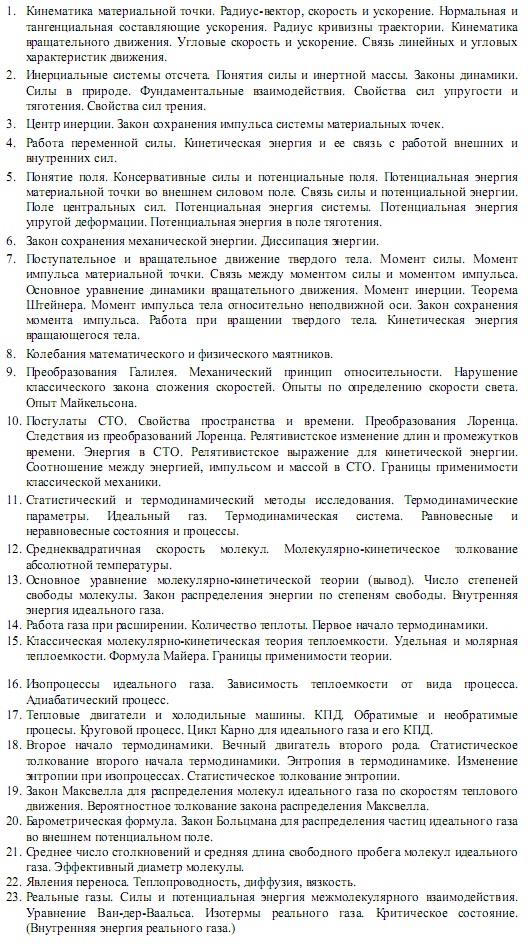 1. Кинематика материальной точки. Радиус-вектор, скорость и ускорение. Нормальная и
тангенциальная составляющие ускорения. Радиус кривизны траектории. Кинематика
вращательного движения. Угловые скорость и ускорение. Связь линейных и угловых
характеристик движения.
2. Инерциальные системы отсчета. Понятия силы и инертной массы. Законы динамики.
Силы в природе. Фундаментальные взаимодействия. Свойства сил упругости и
тяготения. Свойства сил трения.
3. Центр инерции. Закон сохранения импульса системы материальных точек.
4. Работа переменной силы. Кинетическая энергия и ее связь с работой внешних и
внутренних сил.
5. Понятие поля. Консервативные силы и потенциальные поля. Потенциальная энергия
материальной точки во внешнем силовом поле. Связь силы и потенциальной энергии.
Поле центральных сил. Потенциальная энергия системы. Потенциальная энергия
упругой деформации. Потенциальная энергия в поле тяготения.
6. Закон сохранения механической энергии. Диссипация энергии.
7. Поступательное и вращательное движение твердого тела. Момент силы. Момент
импульса материальной точки. Связь между моментом силы и моментом импульса.
Основное уравнение динамики вращательного движения. Момент инерции. Теорема
Штейнера. Момент импульса тела относительно неподвижной оси. Закон сохранения
момента импульса. Работа при вращении твердого тела. Кинетическая энергия
вращающегося тела.
8. Колебания математического и физического маятников.
9. Преобразования Галилея. Механический принцип относительности. Нарушение
классического закона сложения скоростей. Опыты по определению скорости света.
Опыт Майкельсона.
10. Постулаты СТО. Свойства пространства и времени. Преобразования Лоренца.
Следствия из преобразований Лоренца. Релятивистское изменение длин и промежутков
времени. Энергия в СТО. Релятивистское выражение для кинетической энергии.
Соотношение между энергией, импульсом и массой в СТО. Границы применимости
классической механики.
11. Статистический и термодинамический методы исследования. Термодинамические
параметры. Идеальный газ. Термодинамическая система. Равновесные и
неравновесные состояния и процессы.
12. Среднеквадратичная скорость молекул. Молекулярно-кинетическое толкование
абсолютной температуры.
13. Основное уравнение молекулярно-кинетической теории (вывод). Число степеней
свободы молекулы. Закон распределения энергии по степеням свободы. Внутренняя
энергия идеального газа.
14. Работа газа при расширении. Количество теплоты. Первое начало термодинамики.
15. Классическая молекулярно-кинетическая теория теплоемкости. Удельная и молярная
теплоемкости. Формула Майера. Границы применимости теории.
16. Изопроцессы идеального газа. Зависимость теплоемкости от вида процесса.
Адиабатический процесс.
17. Тепловые двигатели и холодильные машины. КПД. Обратимые и необратимые
процесы. Круговой процесс. Цикл Карно для идеального газа и его КПД.
18. Второе начало термодинамики. Вечный двигатель второго рода. Статистическое
толкование второго начала термодинамики. Энтропия в термодинамике. Изменение
энтропии при изопроцессах. Статистическое толкование энтропии.
19. Закон Максвелла для распределения молекул идеального газа по скоростям теплового
движения. Вероятностное толкование закона распределения Максвелла.
20. Барометрическая формула. Закон Больцмана для распределения частиц идеального газа
во внешнем потенциальном поле.
21. Среднее число столкновений и средняя длина свободного пробега молекул идеального
газа. Эффективный диаметр молекулы.
22. Явления переноса. Теплопроводность, диффузия, вязкость.
23. Реальные газы. Силы и потенциальная энергия межмолекулярного взаимодействия.
Уравнение Ван-дер-Ваальса. Изотермы реального газа. Критическое состояние.
(Внутренняя энергия реального газа.)